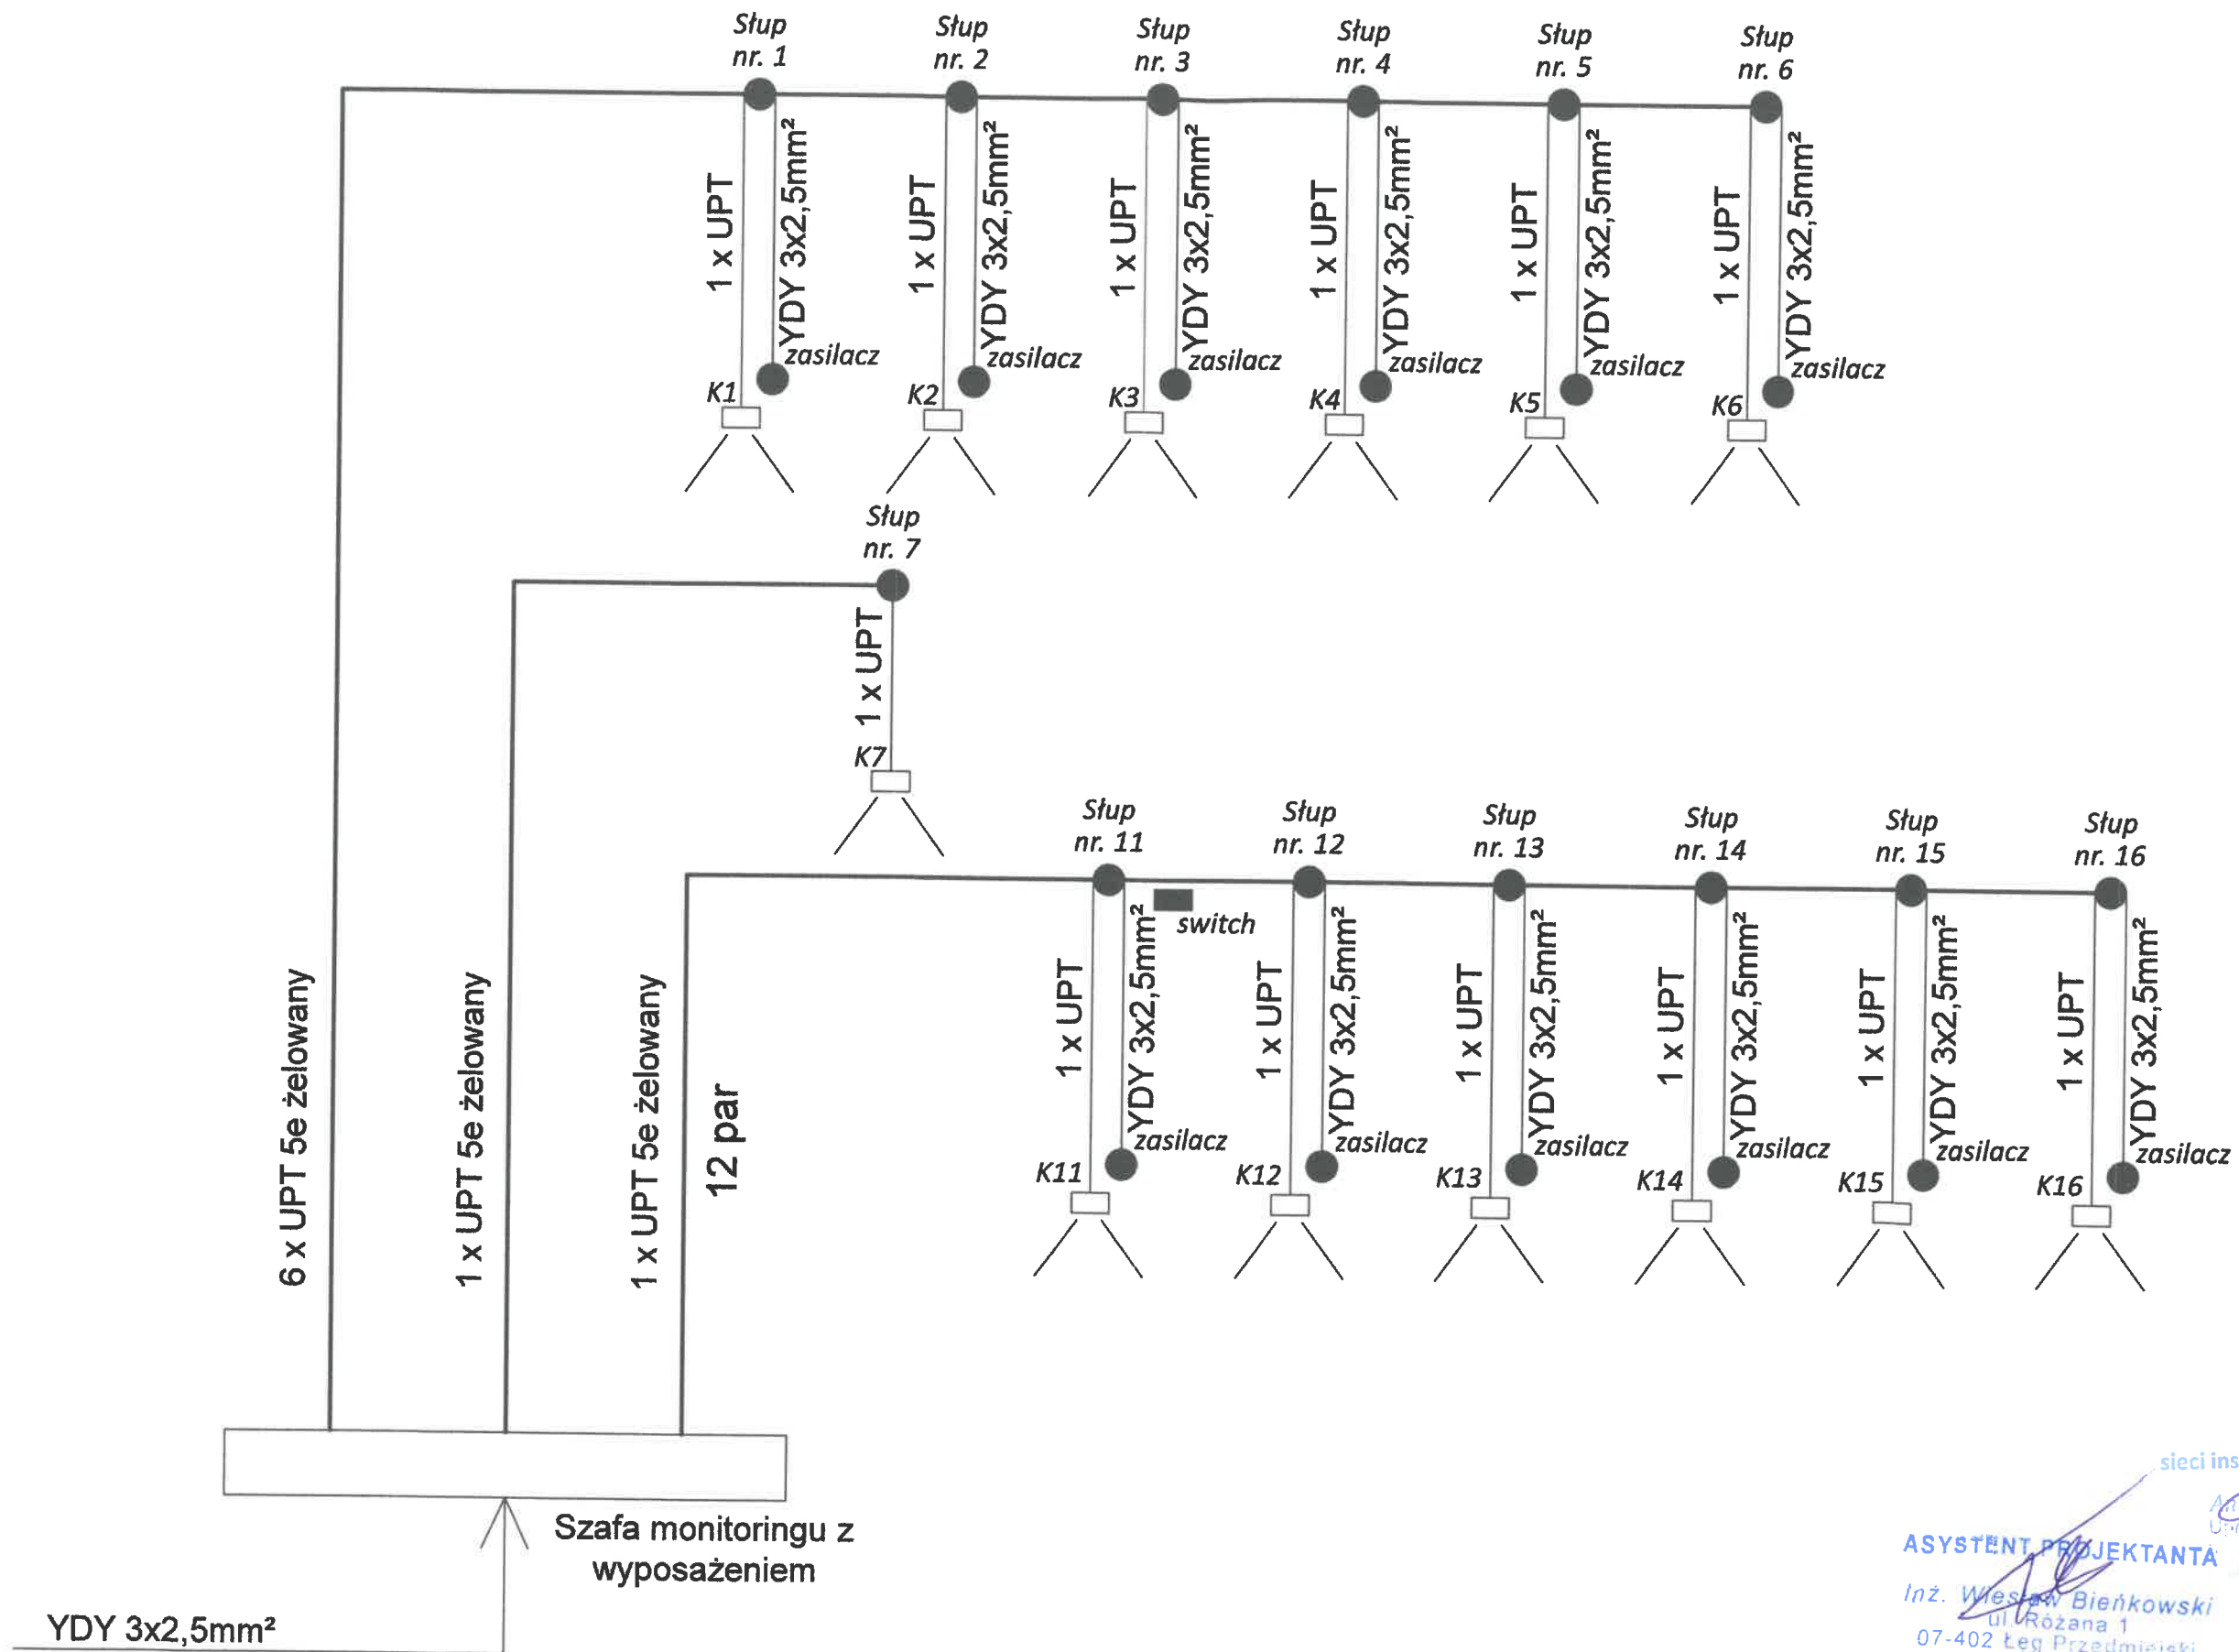 Słup
nr. 1
Słup
nr. 2
Słup
nr. 3
Słup
nr. 4
Słup
nr. 5
Słup
nr. 6
1 x UPT
YDY 3x2,5mm²
1 x UPT
YDY 3x2,5mm²
1 x UPT
YDY 3x2,5mm²
1 x UPT
YDY 3x2,5mm²
1 x UPT
YDY 3x2,5mm²
1 x UPT
YDY 3x2,5mm²
zasilacz
zasilacz
zasilacz
zasilacz
zasilacz
zasilacz
K1
K2
K3
K4
K5
K6
Słup
nr. 7
1 x UPT
K7
Słup
nr. 11
Słup
nr. 12
Słup
nr. 13
Słup
nr. 14
Słup
nr. 15
Słup
nr. 16
switch
1 x UPT
YDY 3x2,5mm²
1 x UPT
YDY 3x2,5mm²
1 x UPT
YDY 3x2,5mm²
1 x UPT
YDY 3x2,5mm²
1 x UPT
YDY 3x2,5mm²
1 x UPT
YDY 3x2,5mm²
zasilacz
zasilacz
zasilacz
zasilacz
zasilacz
zasilacz
K11
K12
K13
K14
K15
K16
6 x UPT 5e żelowany
1 x UPT 5e żelowany
1 x UPT 5e żelowany
12 par
Szafa monitoringu z
wyposażeniem
YDY 3x2,5mm²
sieci ins
ASYSTENT PROJEKTANTA
Inż. Wiesław Bieńkowski
ul. Różana 1
07-402 Łęg Przedmiejski